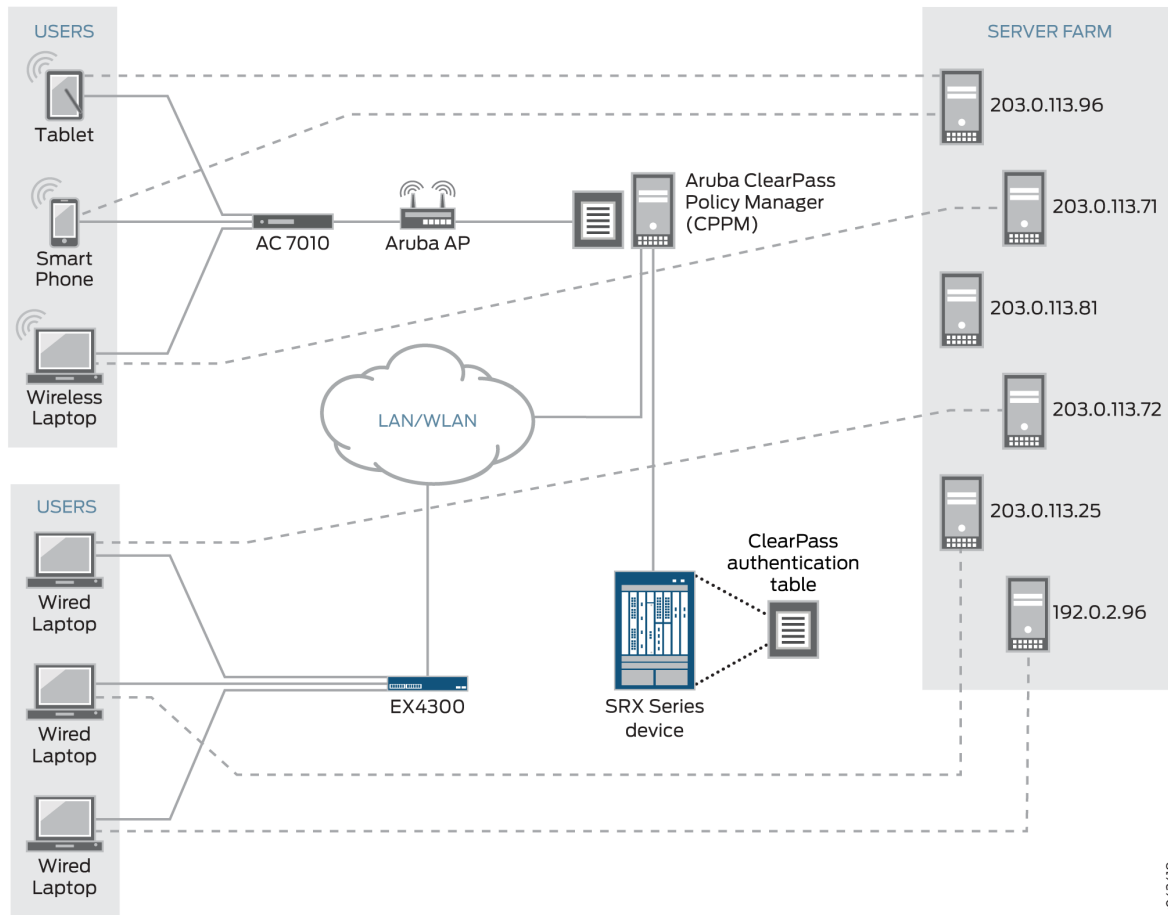 USERS
Tablet
Smart
Phone
Wireless
Laptop
AC 7010
Aruba AP
Aruba ClearPass
Policy Manager
(CPPM)
LAN/WLAN
USERS
Wired
Laptop
Wired
Laptop
Wired
Laptop
EX4300
SRX Series
device
ClearPass
authentication
table
SERVER FARM
203.0.113.96
203.0.113.71
203.0.113.81
203.0.113.72
203.0.113.25
192.0.2.96